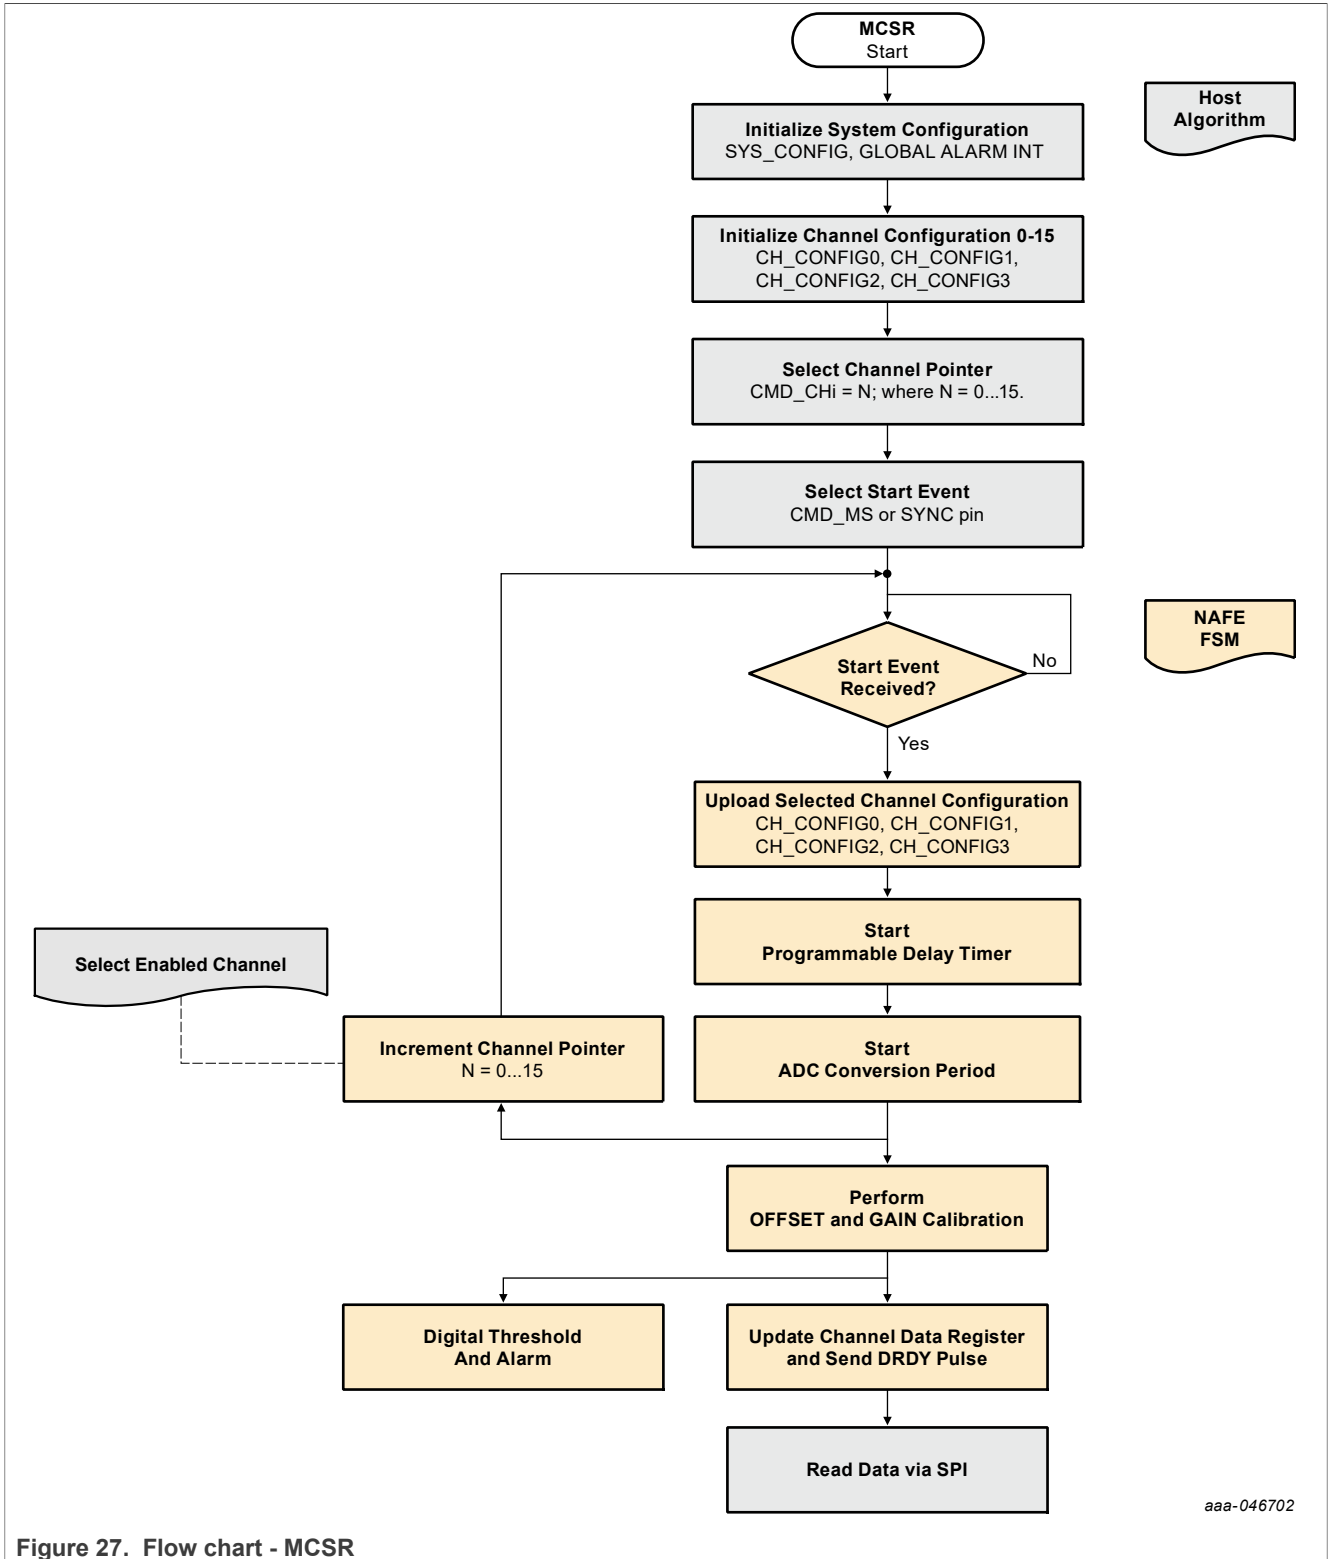 MCSR
Start
Host
Algorithm
Initialize System Configuration
SYS_CONFIG, GLOBAL ALARM INT
Initialize Channel Configuration 0-15
CH_CONFIG0, CH_CONFIG1,
CH_CONFIG2, CH_CONFIG3
Select Channel Pointer
CMD_CHi = N; where N = 0...15.
Select Start Event
CMD_MS or SYNC pin
NAFE
FSM
Start Event
Received?
No
Yes
Upload Selected Channel Configuration
CH_CONFIG0, CH_CONFIG1,
CH_CONFIG2, CH_CONFIG3
Start
Programmable Delay Timer
Select Enabled Channel
Increment Channel Pointer
N = 0...15
Start
ADC Conversion Period
Perform
OFFSET and GAIN Calibration
Digital Threshold
And Alarm
Update Channel Data Register
and Send DRDY Pulse
Read Data via SPI
aaa-046702
Figure 27. Flow chart - MCSR